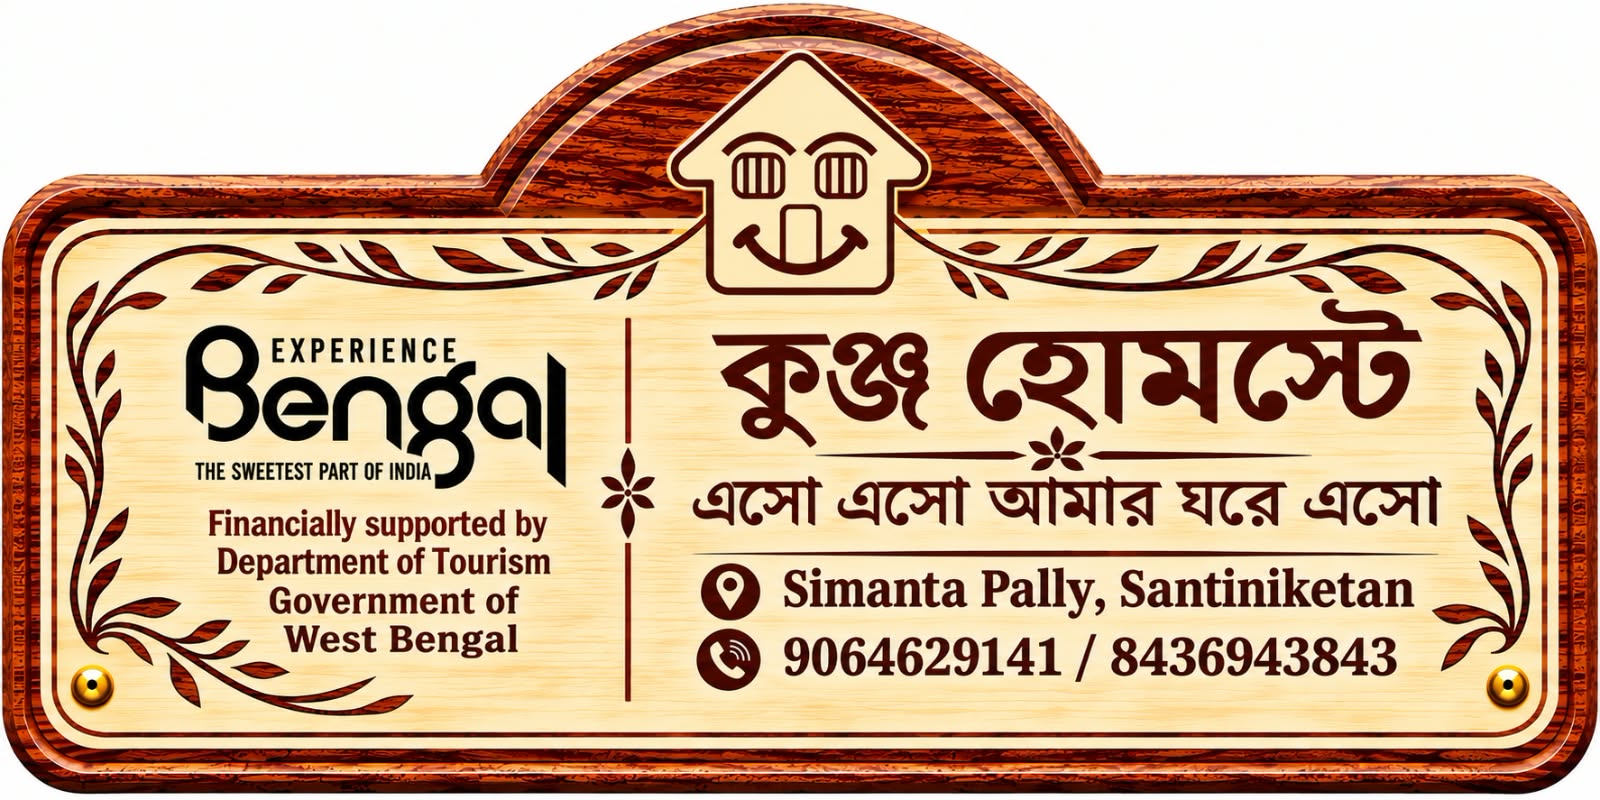 EXPERIENCE
Bengal
THE SWEETEST PART OF INDIA
Financially supported by
Department of Tourism
Government of
West Bengal
কুঞ্জ হোমস্টে
এসো এসো আমার ঘরে এসো
Simanta Pally, Santiniketan
9064629141 / 8436943843